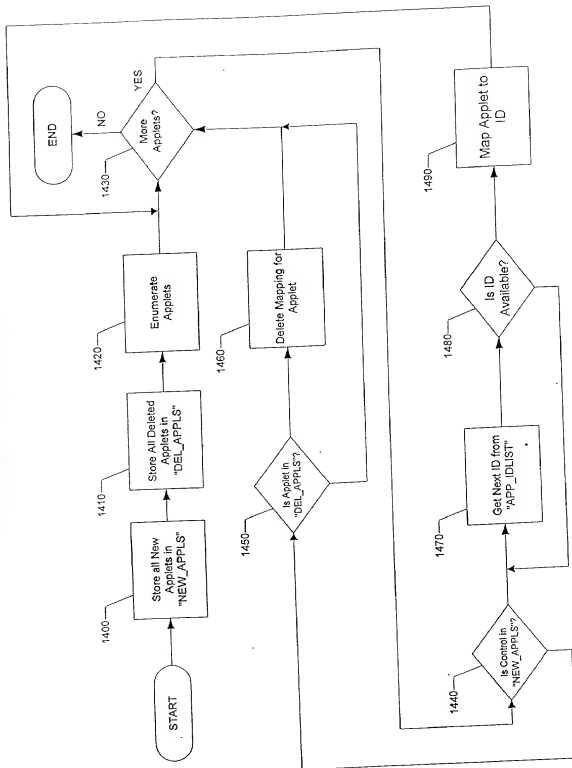 START
1400
Store all New
Applets in
"NEW_APPLS"
1410
Store All Deleted
Applets in
"DEL_APPLS"
1420
Enumerate
Applets
1430
More
Applets?
NO
END
YES
1440
Is Control in
"NEW_APPLS"?
1450
Is Applet in
"DEL_APPLS"?
1460
Delete Mapping for
Applet
1470
Get Next ID from
"APP_IDLIST"
1480
Is ID
Available?
1490
Map Applet to
ID